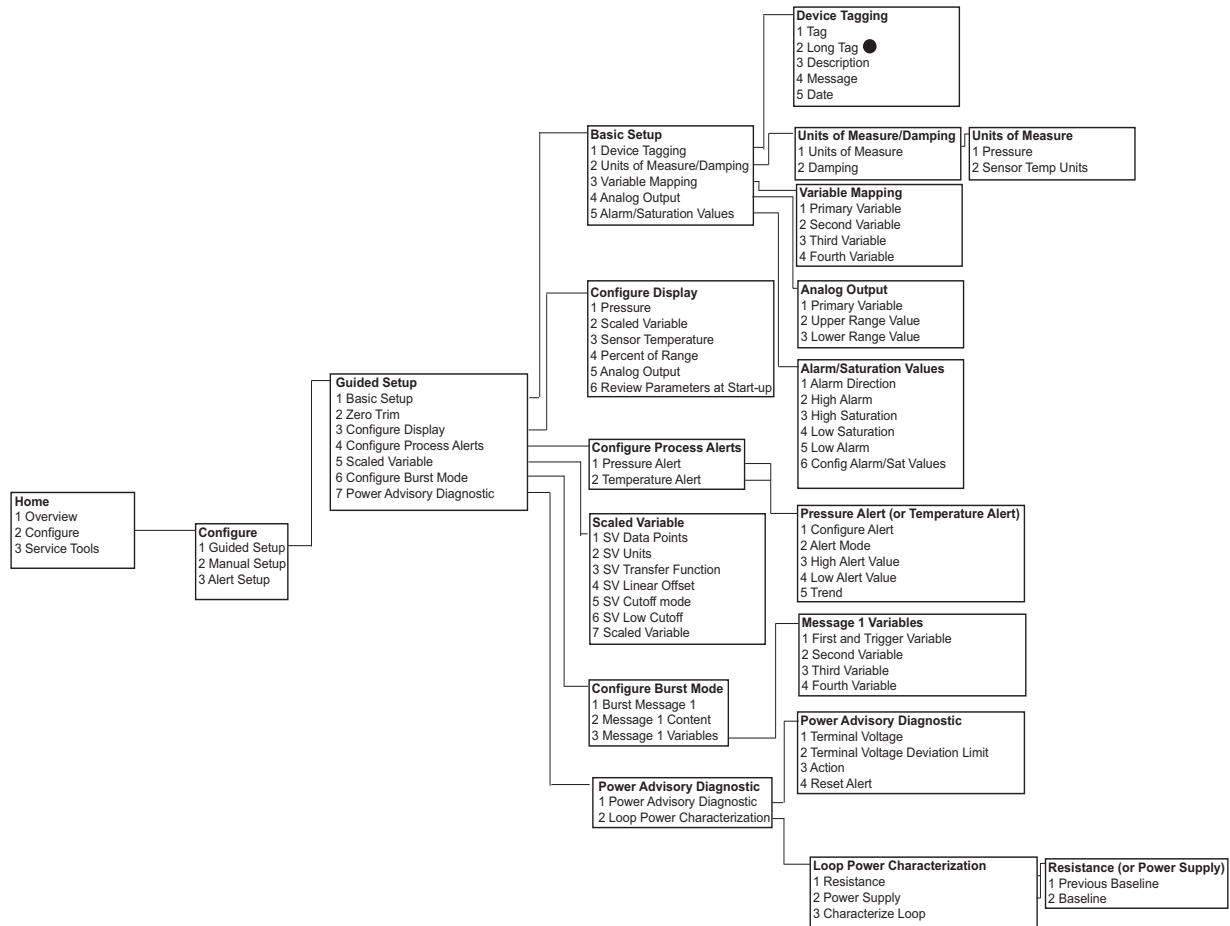 Home
1 Overview
2 Configure
3 Service Tools
Configure
1 Guided Setup
2 Manual Setup
3 Alert Setup
Guided Setup
1 Basic Setup
2 Zero Trim
3 Configure Display
4 Configure Process Alerts
5 Scaled Variable
6 Configure Burst Mode
7 Power Advisory Diagnostic
Basic Setup
1 Device Tagging
2 Units of Measure/Damping
3 Variable Mapping
4 Analog Output
5 Alarm/Saturation Values
Configure Display
1 Pressure
2 Scaled Variable
3 Sensor Temperature
4 Percent of Range
5 Analog Output
6 Review Parameters at Start-up
Configure Process Alerts
1 Pressure Alert
2 Temperature Alert
Scaled Variable
1 SV Data Points
2 SV Units
3 SV Transfer Function
4 SV Linear Offset
5 SV Cutoff mode
6 SV Low Cutoff
7 Scaled Variable
Configure Burst Mode
1 Burst Message 1
2 Message 1 Content
3 Message 1 Variables
Power Advisory Diagnostic
1 Power Advisory Diagnostic
2 Loop Power Characterization
Device Tagging
1 Tag
2 Long Tag
3 Description
4 Message
5 Date
Units of Measure/Damping
1 Units of Measure
2 Damping
Units of Measure
1 Pressure
2 Sensor Temp Units
Variable Mapping
1 Primary Variable
2 Second Variable
3 Third Variable
4 Fourth Variable
Analog Output
1 Primary Variable
2 Upper Range Value
3 Lower Range Value
Alarm/Saturation Values
1 Alarm Direction
2 High Alarm
3 High Saturation
4 Low Saturation
5 Low Alarm
6 Config Alarm/Sat Values
Pressure Alert (or Temperature Alert)
1 Configure Alert
2 Alert Mode
3 High Alert Value
4 Low Alert Value
5 Trend
Message 1 Variables
1 First and Trigger Variable
2 Second Variable
3 Third Variable
4 Fourth Variable
Power Advisory Diagnostic
1 Terminal Voltage
2 Terminal Voltage Deviation Limit
3 Action
4 Reset Alert
Loop Power Characterization
1 Resistance
2 Power Supply
3 Characterize Loop
Resistance (or Power Supply)
1 Previous Baseline
2 Baseline